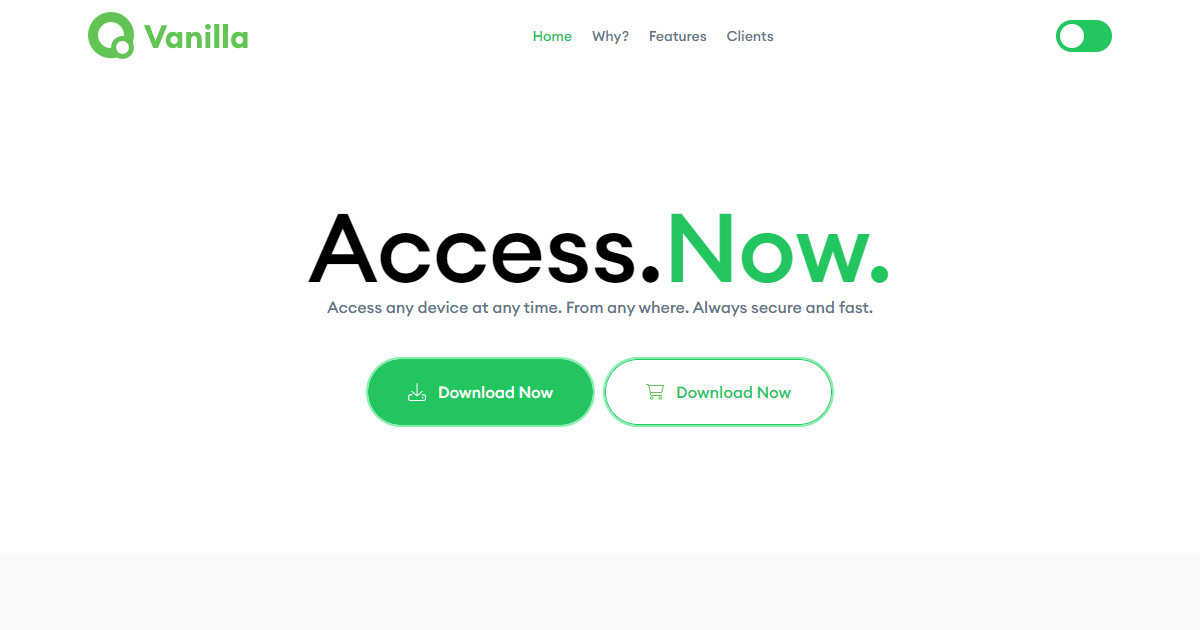 Vanilla
Home Why? Features Clients
Access.Now.
Access any device at any time. From any where. Always secure and fast.
Download Now Download Now